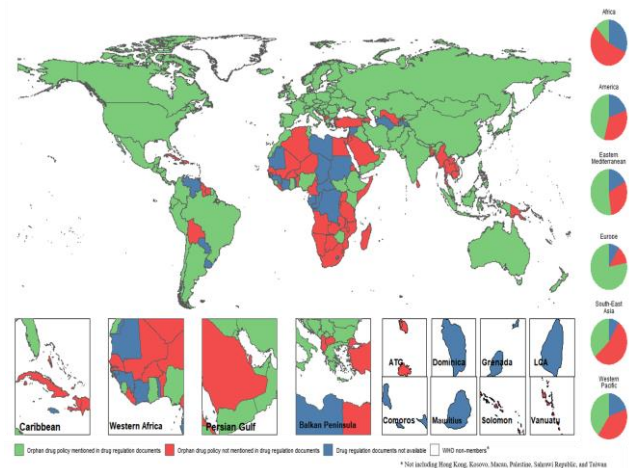 Africa
America
Eastern
Mediterranean
Europe
South-East
Asia
Western
Pacific
Caribbean
Western Africa
Persian Gulf
Balkan Peninsula
ATG
Dominica
Grenada
LCA
Comoros
Mauritius
Solomon
Vanuatu
Orphan drug policy mentioned in drug regulation documents
Orphan drug policy not mentioned in drug regulation documents
Drug regulation documents not available
WHO non-members*
* Not including Hong Kong, Kosovo, Macau, Palestine, Sahrawi Republic, and Taiwan